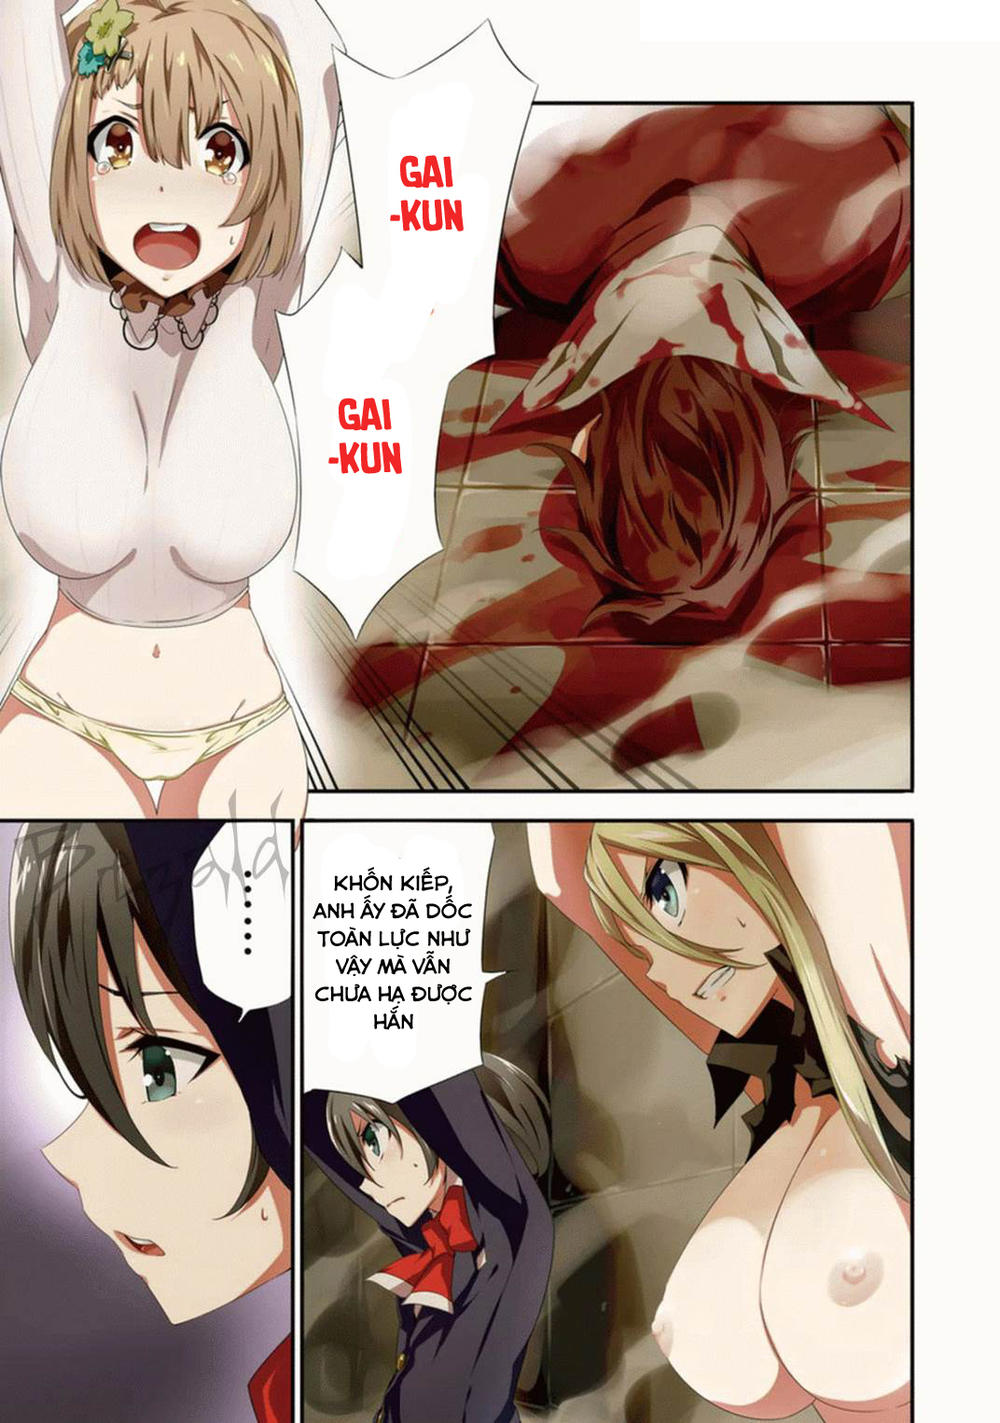 GAI
-KUN
GAI
-KUN
KHỐN KIẾP,
ANH ẤY ĐÃ DỐC
TOÀN LỰC NHƯ
VẬY MÀ VẪN
CHƯA HẠ ĐƯỢC
HẮN